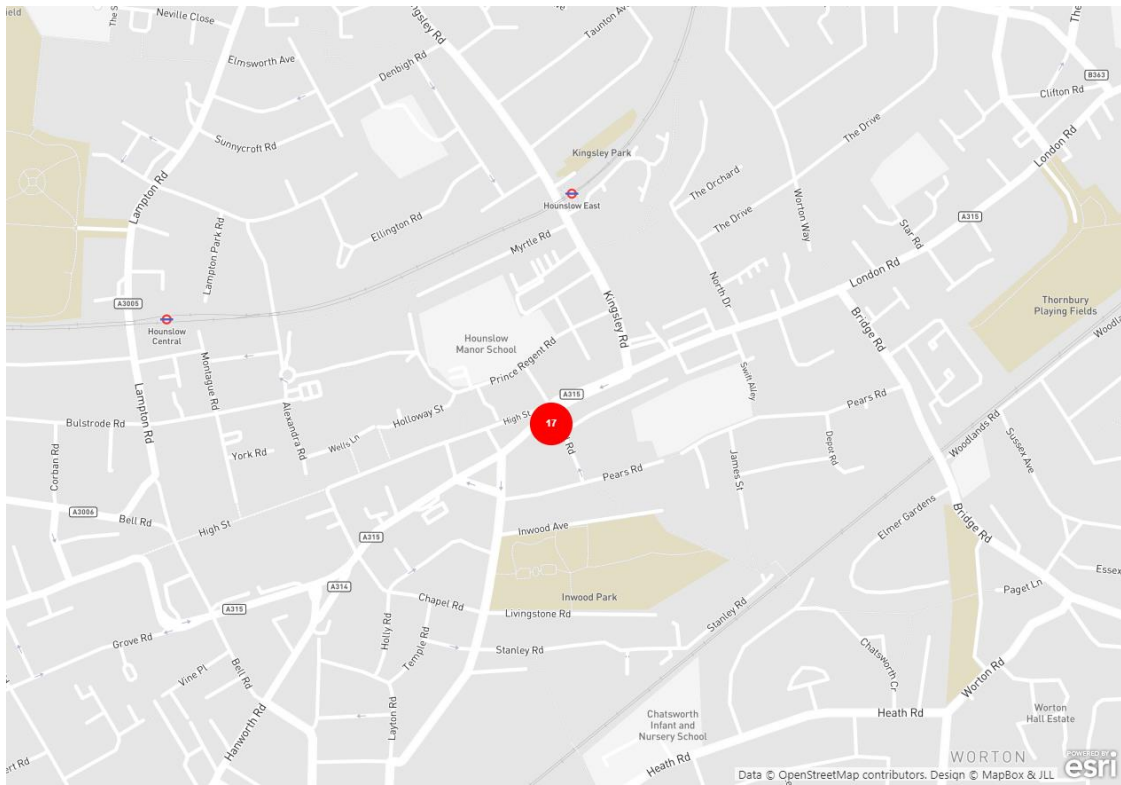 Neville Close
Elmsworth Ave
Denbigh Rd
Taunton Ave
B363
Clifton Rd
London Rd
Sunnycroft Rd
Kingsley Park
The Drive
Hounslow East
The Orchard
Lampton Rd
Ellington Rd
Worton Way
Star Rd
A315
Myrtle Rd
The Drive
Lampton Park Rd
North Dr
London Rd
A3005
Kingsley Rd
Thornbury
Playing Fields
Hounslow
Central
Bridge Rd
Hounslow
Manor School
Prince Regent Rd
Montague Rd
Swift Alley
A315
Pears Rd
Lampton Rd
Alexandra Rd
Holloway St
High St
17
Bulstrode Rd
Woodlands Rd
Sussex Ave
Wells Ln
York Rd
Corban Rd
Depot Rd
James St
Pears Rd
A3006
Bell Rd
High St
Inwood Ave
Elmer Gardens
Bridge Rd
A315
A314
Essex
Paget Ln
Inwood Park
Chapel Rd
Livingstone Rd
A315
Stanley Rd
Grove Rd
Holly Rd
Temple Rd
Stanley Rd
Chatsworth Cr
Vine Pl
Bell Rd
Worton Rd
Layton Rd
Hanworth Rd
Chatsworth
Infant and
Nursery School
Heath Rd
Worton
Hall Estate
Heath Rd
WORTON
POWERED BY
esri
Data © OpenStreetMap contributors. Design © MapBox & JLL